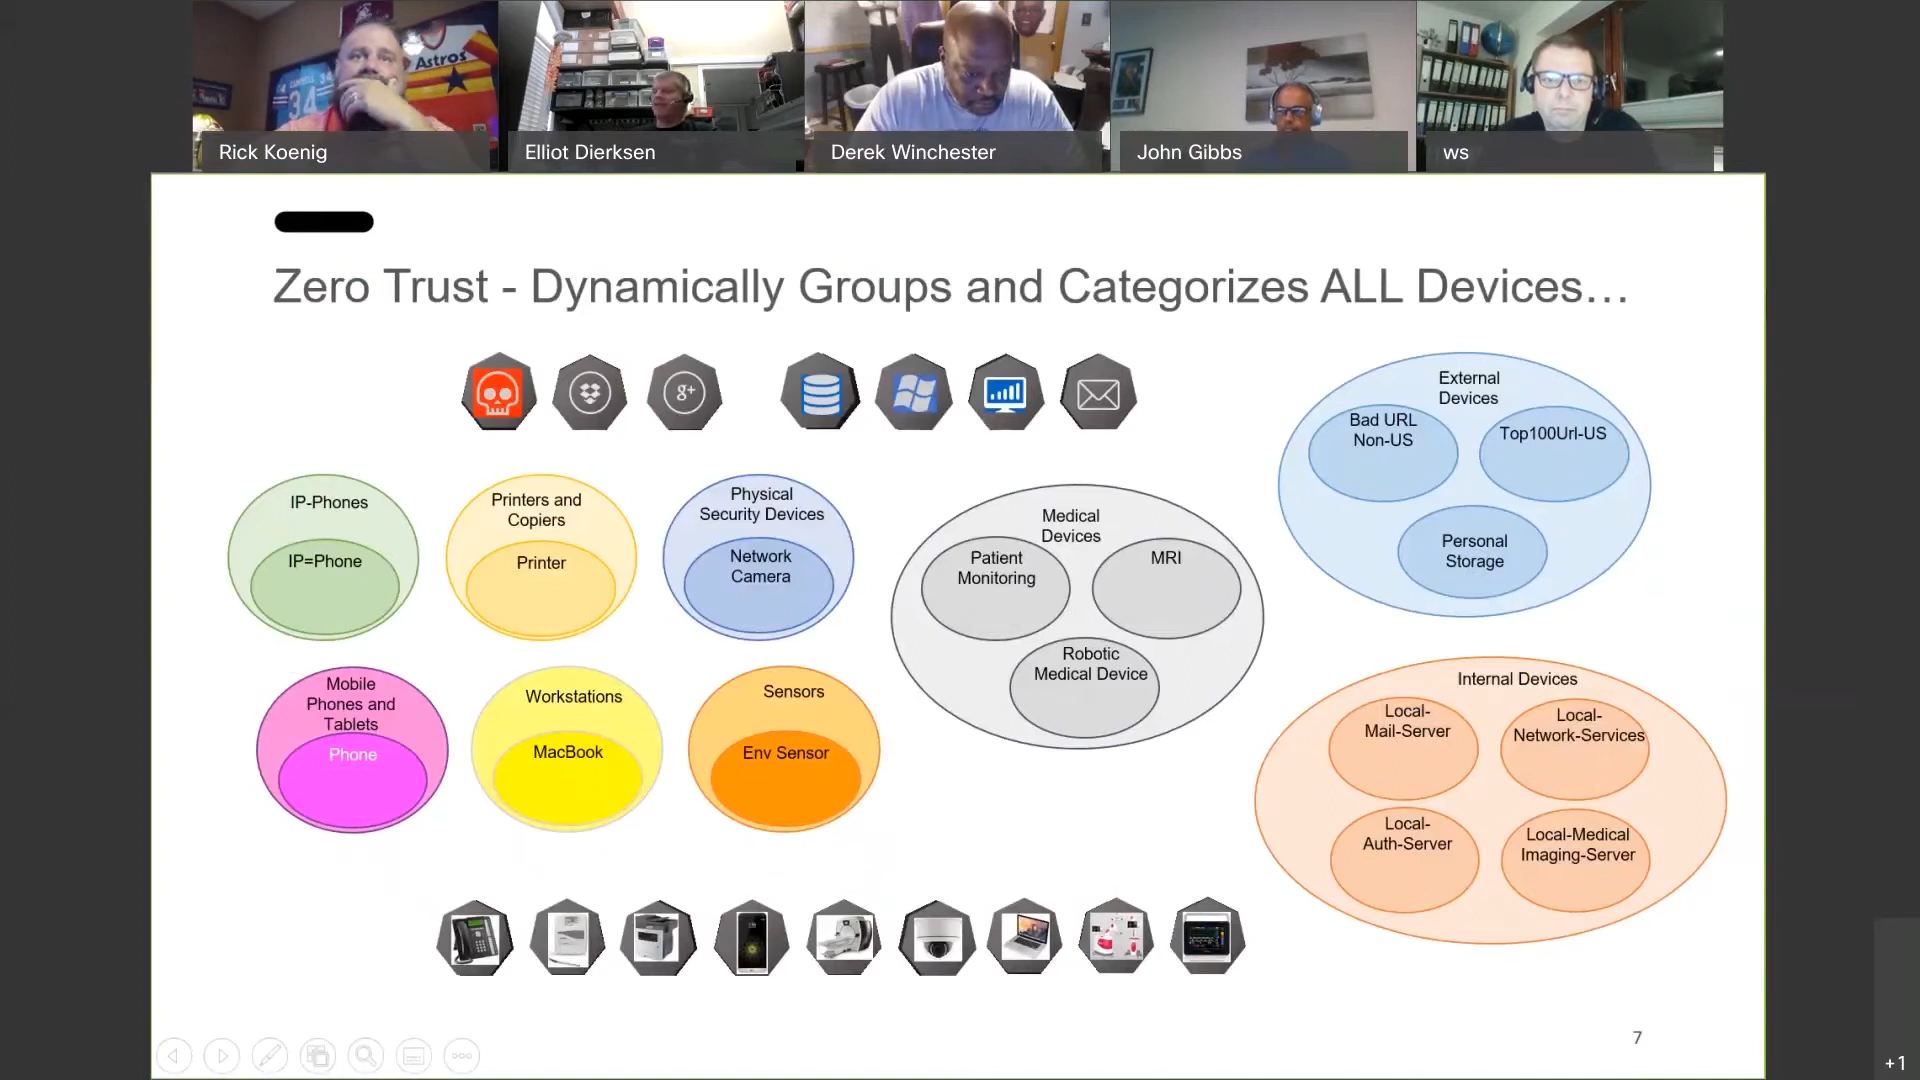 Astros
34
Rick Koenig
Elliot Dierksen
Derek Winchester
John Gibbs
ws
Zero Trust - Dynamically Groups and Categorizes ALL Devices…
g+
External
Devices
Bad URL
Non-US
Top100Url-US
Personal
Storage
IP-Phones
IP=Phone
Printers and
Copiers
Printer
Physical
Security Devices
Network
Camera
Medical
Devices
Patient
Monitoring
MRI
Robotic
Medical Device
Mobile
Phones and
Tablets
Phone
Workstations
MacBook
Sensors
Env Sensor
Internal Devices
Local-
Mail-Server
Local-
Network-Services
Local-
Auth-Server
Local-Medical
Imaging-Server
7
+1